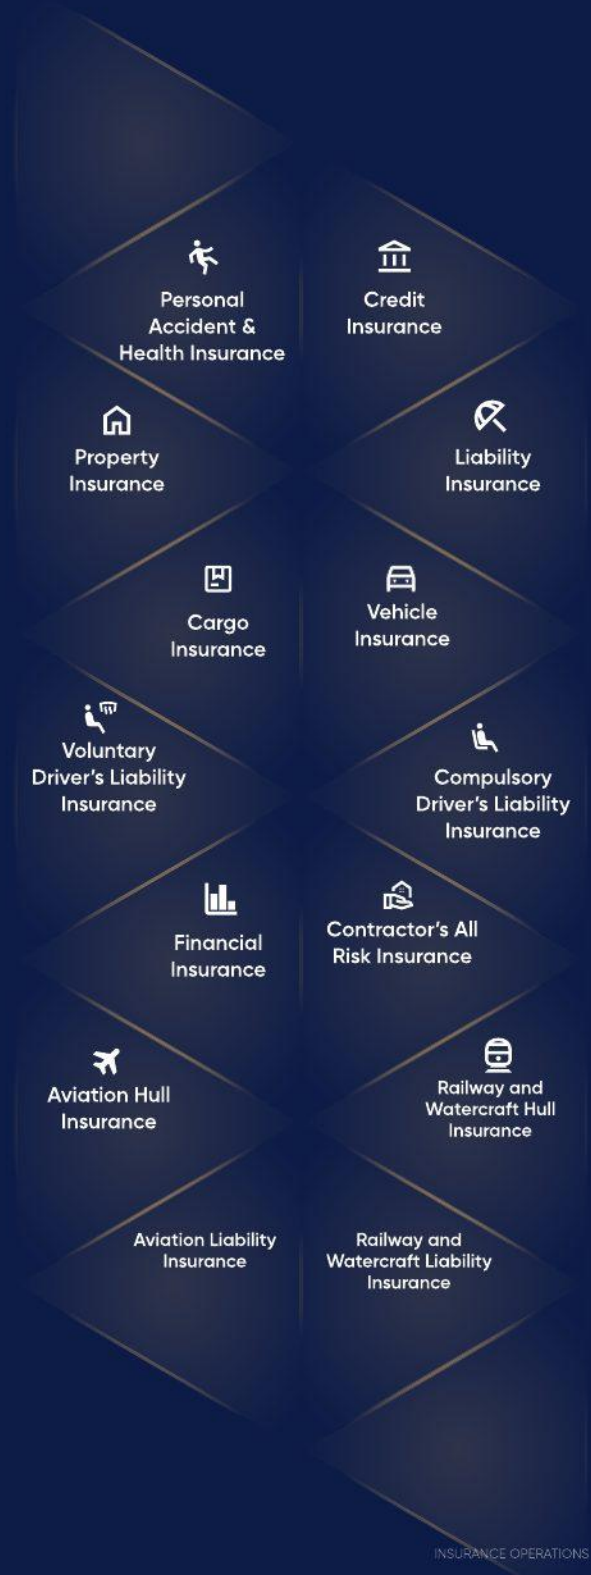 Personal
Accident &
Health Insurance
Credit
Insurance
Property
Insurance
Liability
Insurance
Cargo
Insurance
Vehicle
Insurance
Voluntary
Driver's Liability
Insurance
Compulsory
Driver's Liability
Insurance
Financial
Insurance
Contractor's All
Risk Insurance
Aviation Hull
Insurance
Railway and
Watercraft Hull
Insurance
Aviation Liability
Insurance
Railway and
Watercraft Liability
Insurance
INSURANCE OPERATIONS